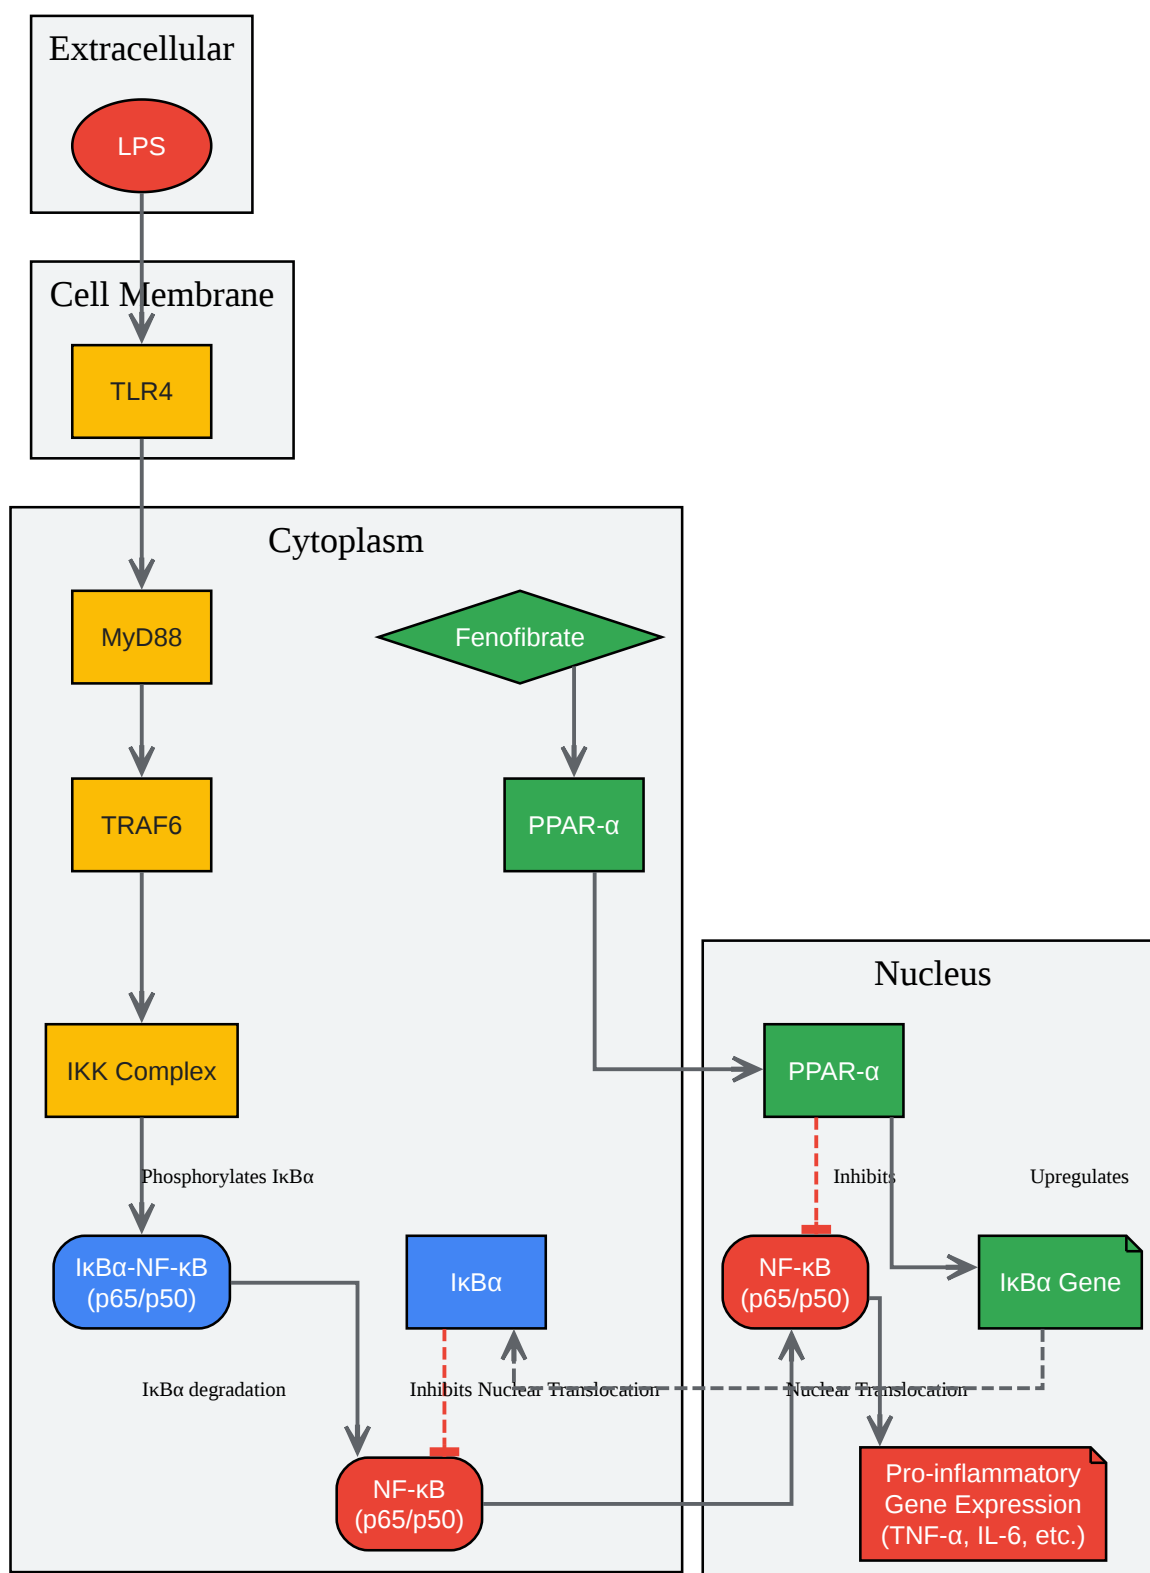 Extracellular
LPS
Cell Membrane
TLR4
Cytoplasm
MyD88
Fenofibrate
TRAF6
PPAR-α
Nucleus
IKK Complex
PPAR-α
Phosphorylates IκBα
Inhibits
Upregulates
IκBα-NF-κB
(p65/p50)
IκBα
NF-κB
(p65/p50)
IκBα Gene
IκBα degradation
Inhibits Nuclear Translocation
Nuclear Translocation
NF-κB
(p65/p50)
Pro-inflammatory
Gene Expression
(TNF-α, IL-6, etc.)